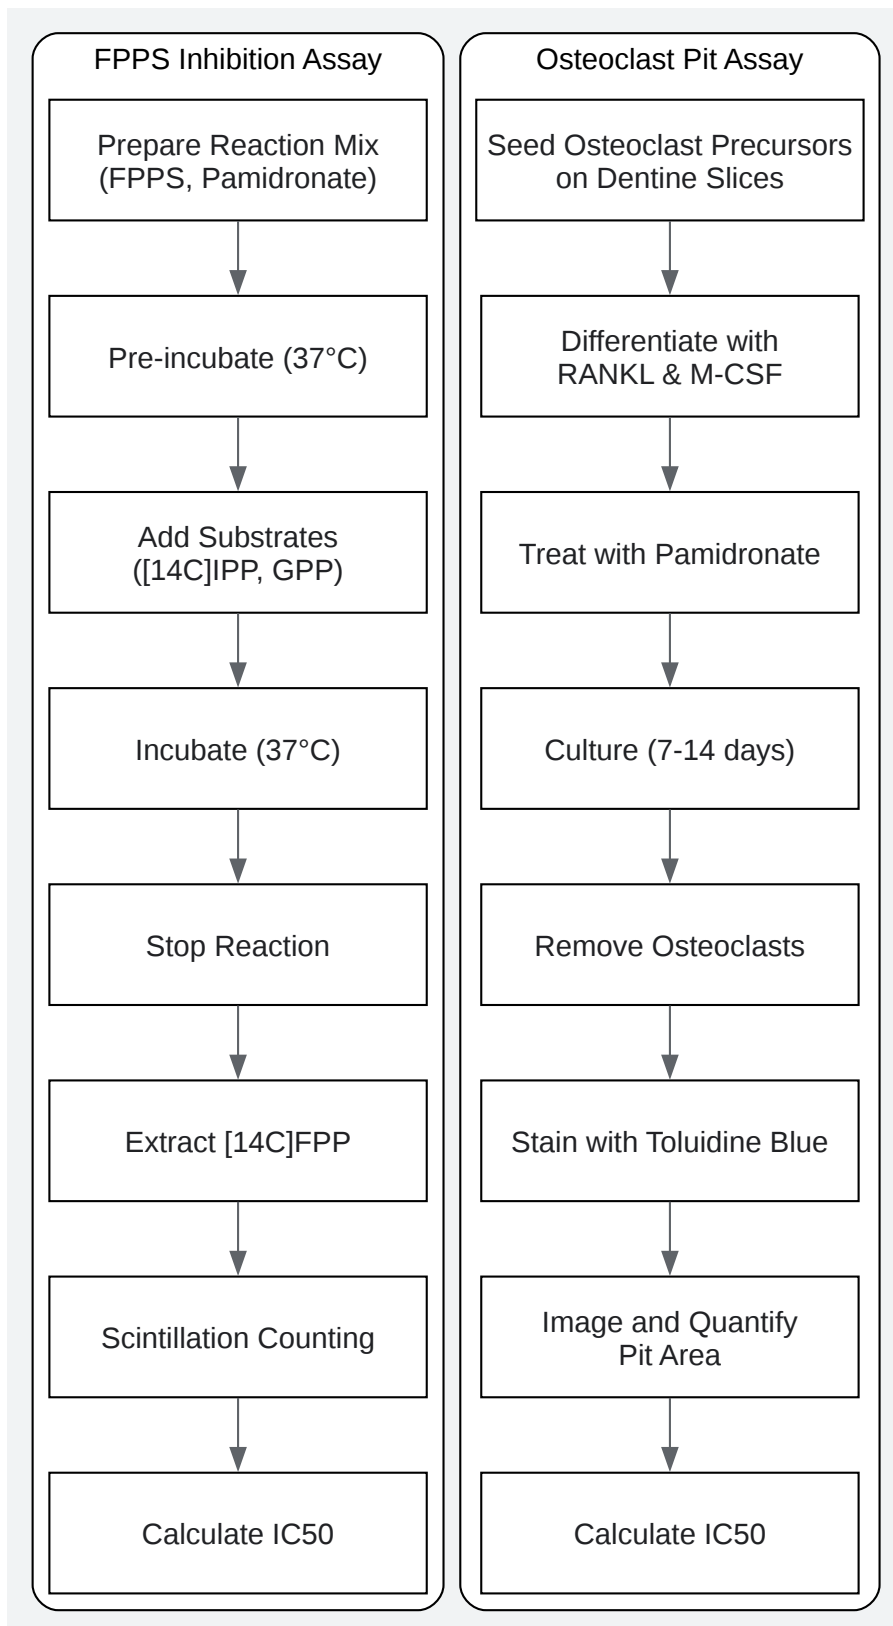 FPPS Inhibition Assay
Prepare Reaction Mix
(FPPS, Pamidronate)
Pre-incubate (37°C)
Add Substrates
([14C]IPP, GPP)
Incubate (37°C)
Stop Reaction
Extract [14C]FPP
Scintillation Counting
Calculate IC50
Osteoclast Pit Assay
Seed Osteoclast Precursors
on Dentine Slices
Differentiate with
RANKL & M-CSF
Treat with Pamidronate
Culture (7-14 days)
Remove Osteoclasts
Stain with Toluidine Blue
Image and Quantify
Pit Area
Calculate IC50